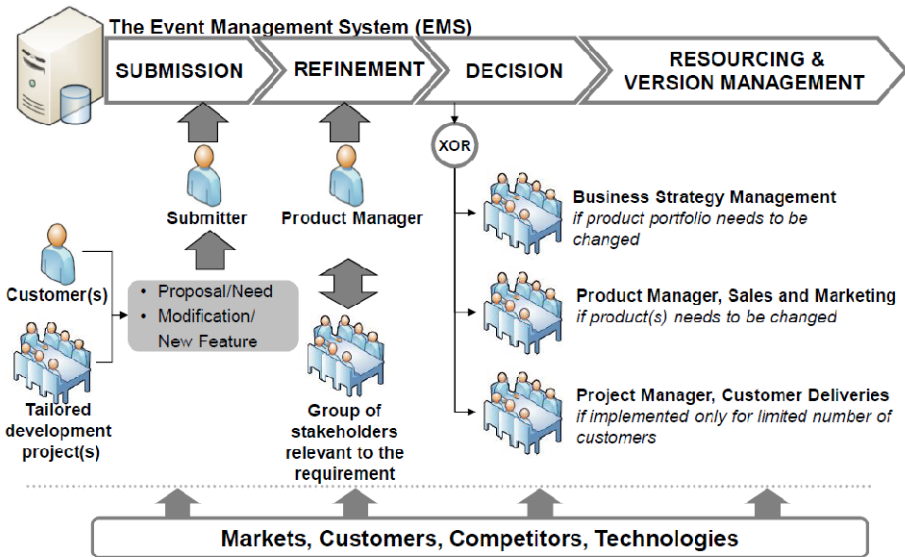 The Event Management System (EMS)
SUBMISSION
REFINEMENT
DECISION
RESOURCING &
VERSION MANAGEMENT
XOR
Submitter
Product Manager
Business Strategy Management
if product portfolio needs to be
changed
Customer(s)
• Proposal/Need
• Modification/
New Feature
Product Manager, Sales and Marketing
if product(s) needs to be changed
Tailored
development
project(s)
Group of
stakeholders
relevant to the
requirement
Project Manager, Customer Deliveries
if implemented only for limited number of
customers
Markets, Customers, Competitors, Technologies